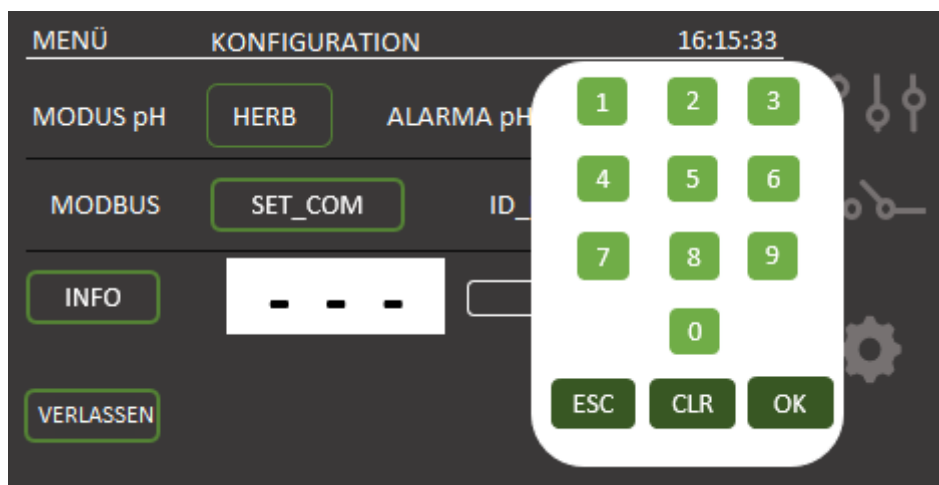 MENÜ KONFIGURATION 16:15:33
MODUS pH HERB ALARMA pH
MODBUS SET_COM ID_
INFO - - -
VERLASSEN
1 2 3
4 5 6
7 8 9
0
ESC CLR OK